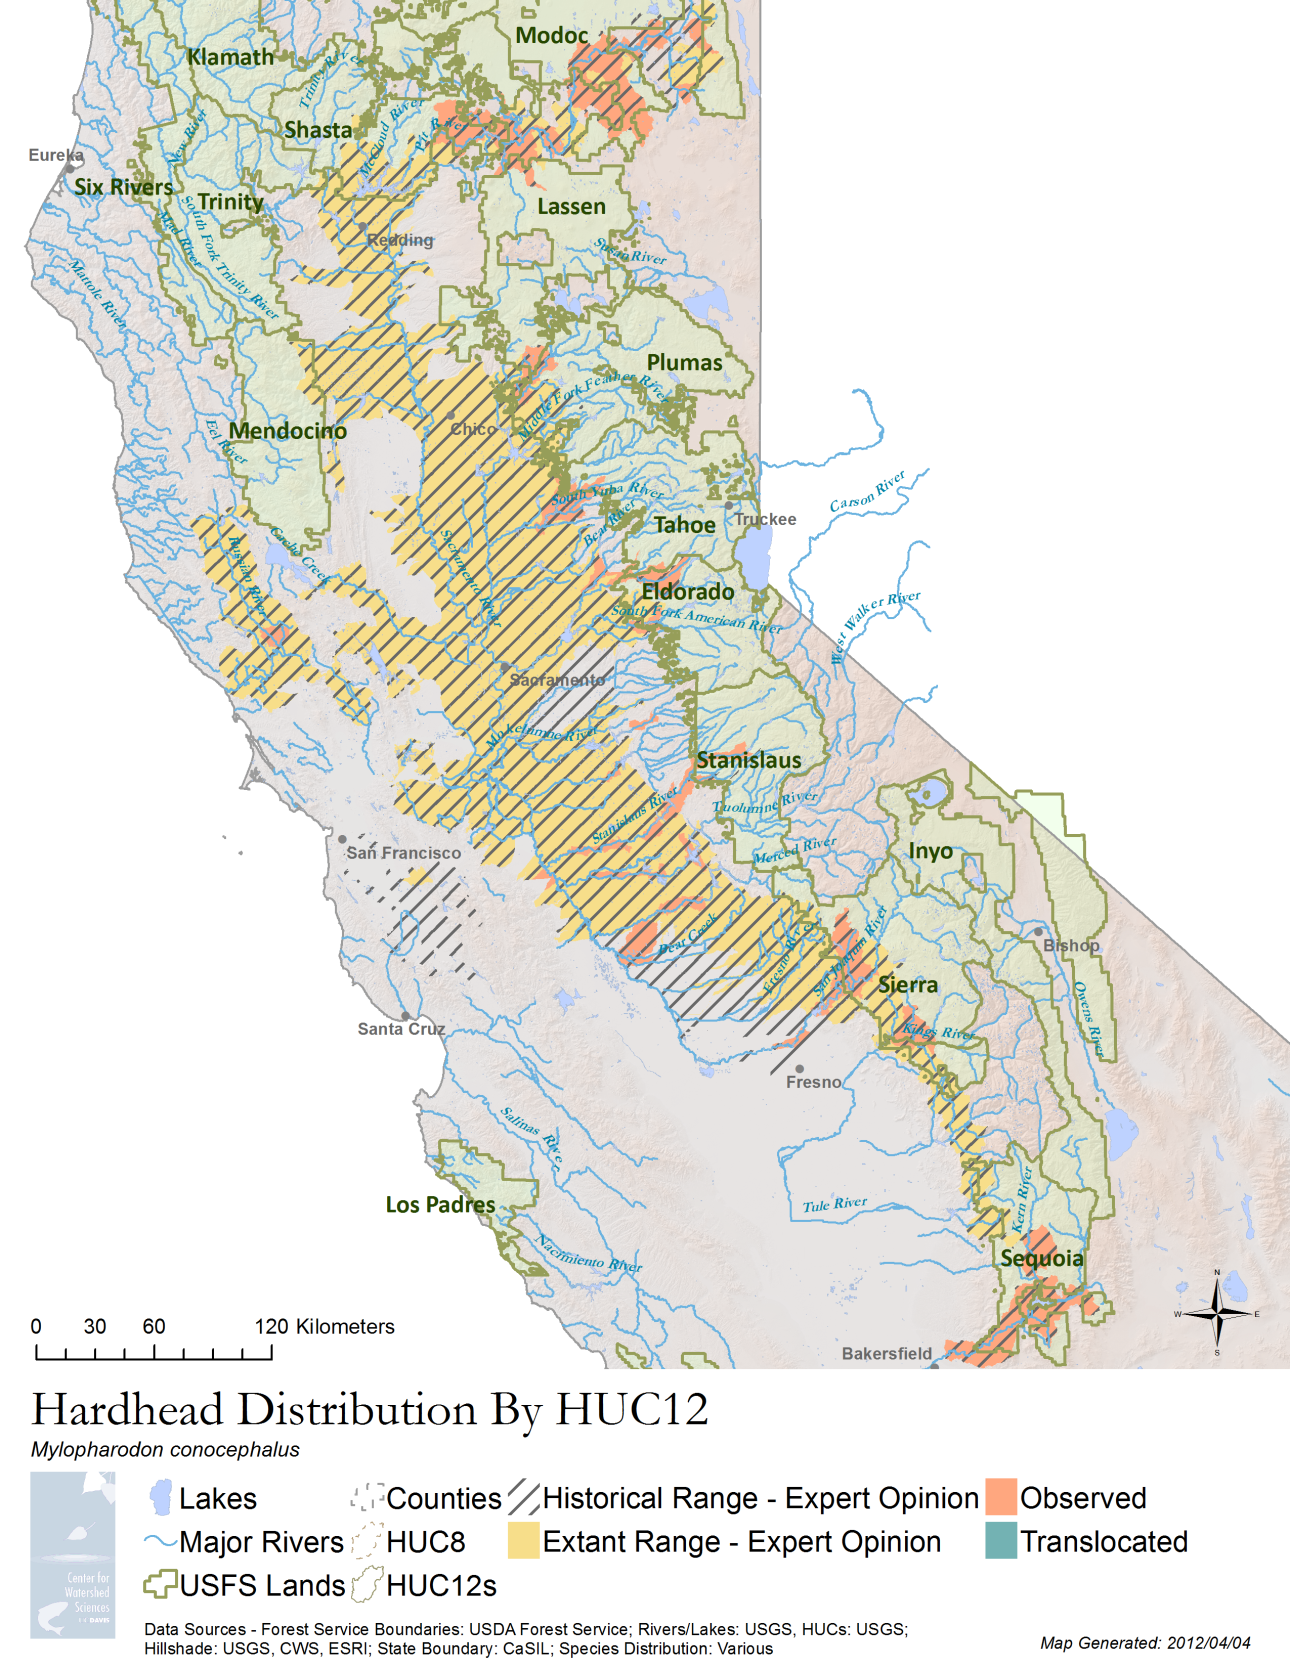 Modoc
Klamath
Trinity River
Shasta
McCloud River
Pit River
New River
Eureka
Six Rivers
Trinity
Lassen
Mad River
South Fork Trinity River
Redding
Susan River
Mattole River
Plumas
Middle Fork Feather River
Chico
Mendocino
Eel River
Carson River
South Yuba River
Bear River
Tahoe
Truckee
Cache Creek
Russian River
Sacramento River
Eldorado
South Fork American River
West Walker River
Sacramento
Mokelumne River
Stanislaus
Stanislaus River
Tuolumne River
Merced River
San Francisco
Inyo
Bear Creek
Fresno River
San Joaquin River
Bishop
Sierra
Owens River
Santa Cruz
Kings River
Fresno
Salinas River
Los Padres
Tule River
Kern River
Nacimiento River
Sequoia
N
W
E
S
0 30 60 120 Kilometers
Bakersfield
Hardhead Distribution By HUC12
Mylopharodon conocephalus
Lakes
Counties
Historical Range - Expert Opinion
Observed
Major Rivers
HUC8
Extant Range - Expert Opinion
Translocated
USFS Lands
HUC12s
Center for
Watershed
Sciences
DAVIS
Data Sources - Forest Service Boundaries: USDA Forest Service; Rivers/Lakes: USGS, HUCs: USGS;
Hillshade: USGS, CWS, ESRI; State Boundary: CaSIL; Species Distribution: Various
Map Generated: 2012/04/04